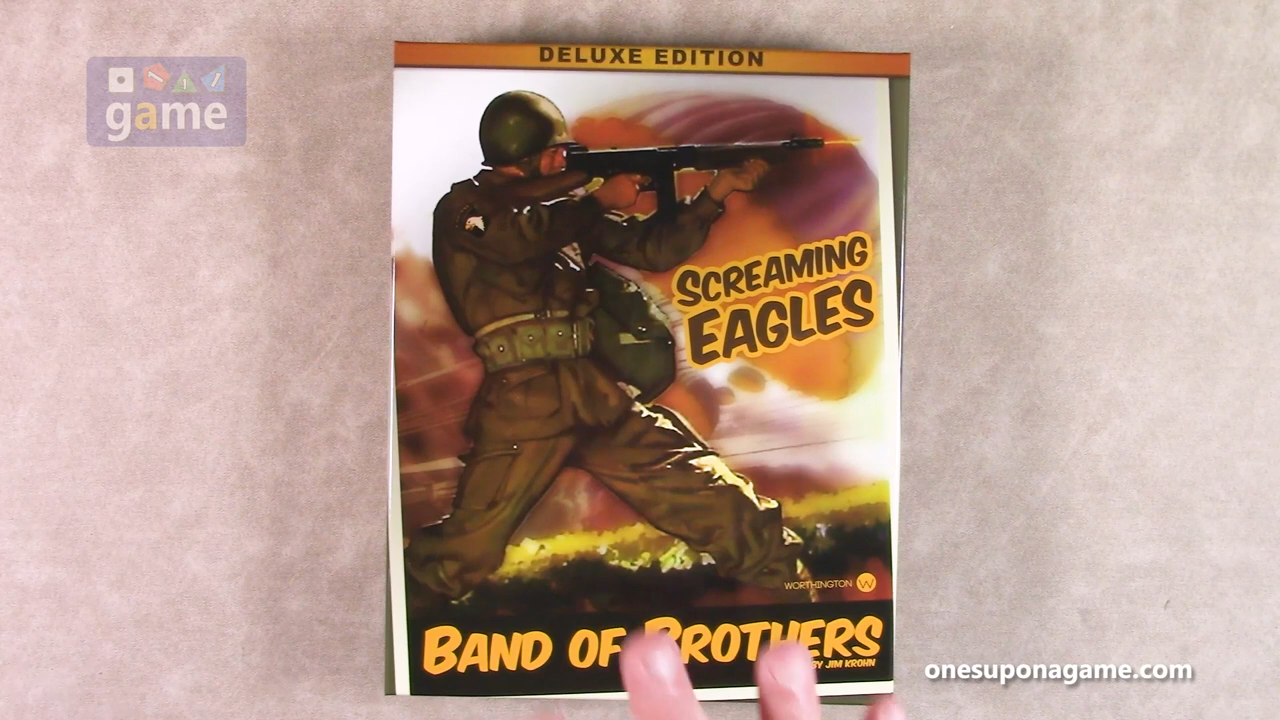 DELUXE EDITION
game
SCREAMING
EAGLES
WORTHINGTON W
BAND OF BROTHERS
BY JIM KROHN
onesuponagame.com